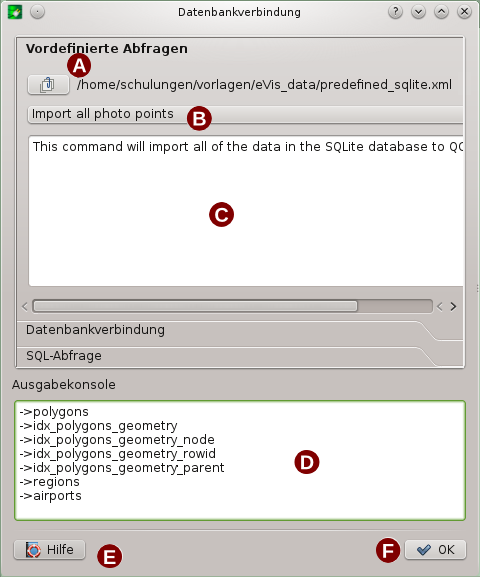 Datenbankverbindung
Vordefinierte Abfragen
A
/home/schulungen/vorlagen/eVis_data/predefined_sqlite.xml
Import all photo points
B
This command will import all of the data in the SQLite database to QG
C
Datenbankverbindung
SQL-Abfrage
Ausgabekonsole
->polygons
->idx_polygons_geometry
->idx_polygons_geometry_node
->idx_polygons_geometry_rowid
->idx_polygons_geometry_parent
->regions
->airports
D
Hilfe
E
F
OK